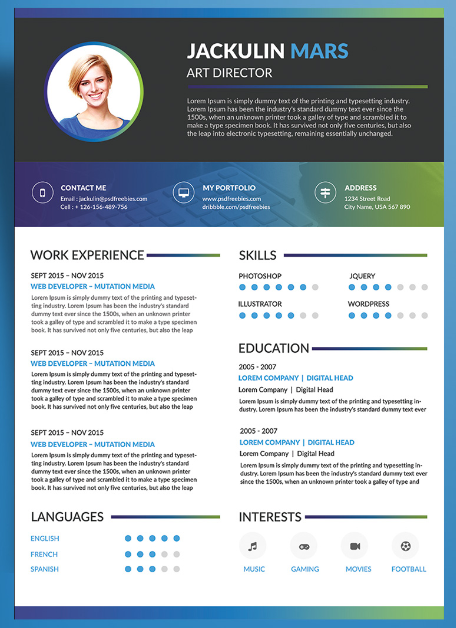 JACKULIN MARS
ART DIRECTOR
Lorem Ipsum is simply dummy text of the printing and typesetting industry.
Lorem Ipsum has been the industry's standard dummy text ever since the
1500s, when an unknown printer took a galley of type and scrambled it to
make a type specimen book. It has survived not only five centuries, but also
the leap into electronic typesetting, remaining essentially unchanged.
CONTACT ME
Email : jackulin@psdfreebies.com
Cell : + 126-156-489-756
MY PORTFOLIO
www.psdfreebies.com
dribbble.com/psdfreebies
ADDRESS
1234 Street Road
City Name, USA 567 890
WORK EXPERIENCE
SEPT 2015 – NOV 2015
WEB DEVELOPER – MUTATION MEDIA
Lorem Ipsum is simply dummy text of the printing and typeset-
ting industry. Lorem Ipsum has been the industry's standard
dummy text ever since the 1500s, when an unknown printer
took a galley of type and scrambled it to make a type specimen
book. It has survived not only five centuries, but also the leap
SEPT 2015 – NOV 2015
WEB DEVELOPER – MUTATION MEDIA
Lorem Ipsum is simply dummy text of the printing and typeset-
ting industry. Lorem Ipsum has been the industry's standard
dummy text ever since the 1500s, when an unknown printer
took a galley of type and scrambled it to make a type specimen
book. It has survived not only five centuries, but also the leap
SEPT 2015 – NOV 2015
WEB DEVELOPER – MUTATION MEDIA
Lorem Ipsum is simply dummy text of the printing and typeset-
ting industry. Lorem Ipsum has been the industry's standard
dummy text ever since the 1500s, when an unknown printer
took a galley of type and scrambled it to make a type specimen
book. It has survived not only five centuries, but also the leap
LANGUAGES
ENGLISH
FRENCH
SPANISH
SKILLS
PHOTOSHOP
JQUERY
ILLUSTRATOR
WORDPRESS
EDUCATION
2005 - 2007
LOREM COMPANY | DIGITAL HEAD
Lorem Company | Digital Head
Lorem Ipsum is simply dummy text of the printing and typesetting
industry. Lorem Ipsum has been the industry's standard dummy text ever
2005 - 2007
LOREM COMPANY | DIGITAL HEAD
Lorem Company | Digital Head
Lorem Ipsum is simply dummy text of the printing and typesetting in-
dustry. Lorem Ipsum has been the industry's standard dummy text ever
since the 1500s, when an unknown printer took a galley of type and
INTERESTS
MUSIC
GAMING
MOVIES
FOOTBALL